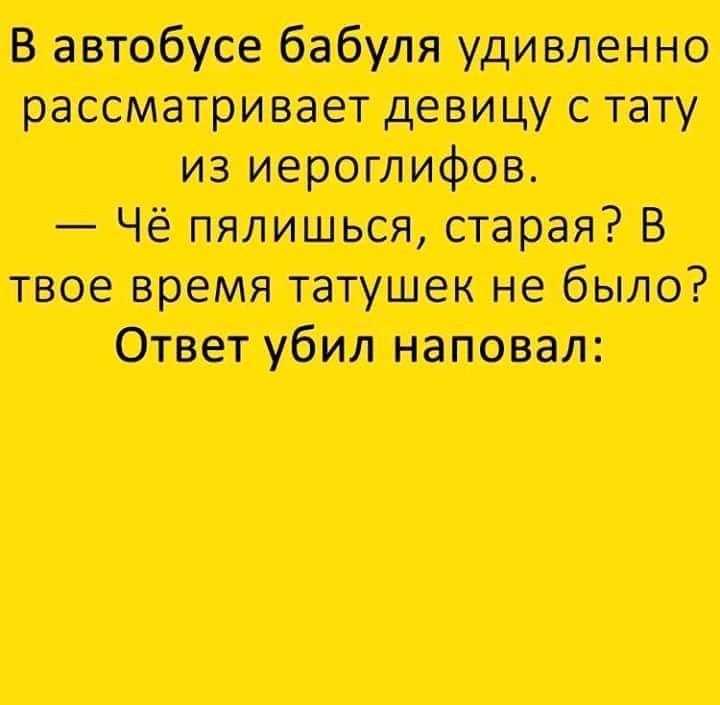 В автобусе бабуля удивленно
рассматривает девицу с тату
из иероглифов.
— Чё пялишься, старая? В
твое время татушек не было?
Ответ убил наповал: